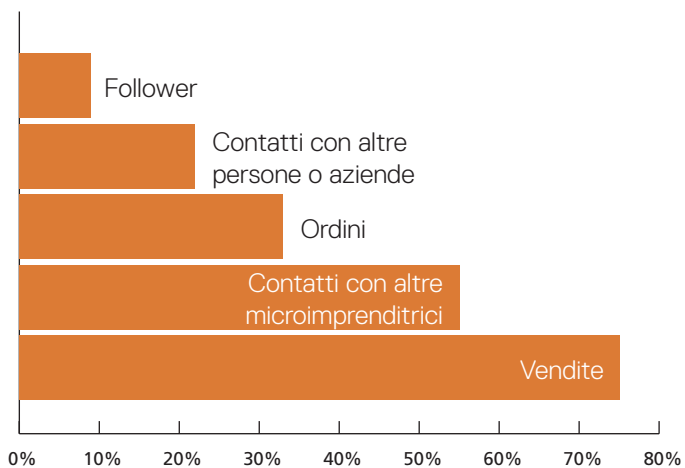 Follower
Contatti con altre
persone o aziende
Ordini
Contatti con altre
microimprenditrici
Vendite
0% 10% 20% 30% 40% 50% 60% 70% 80%